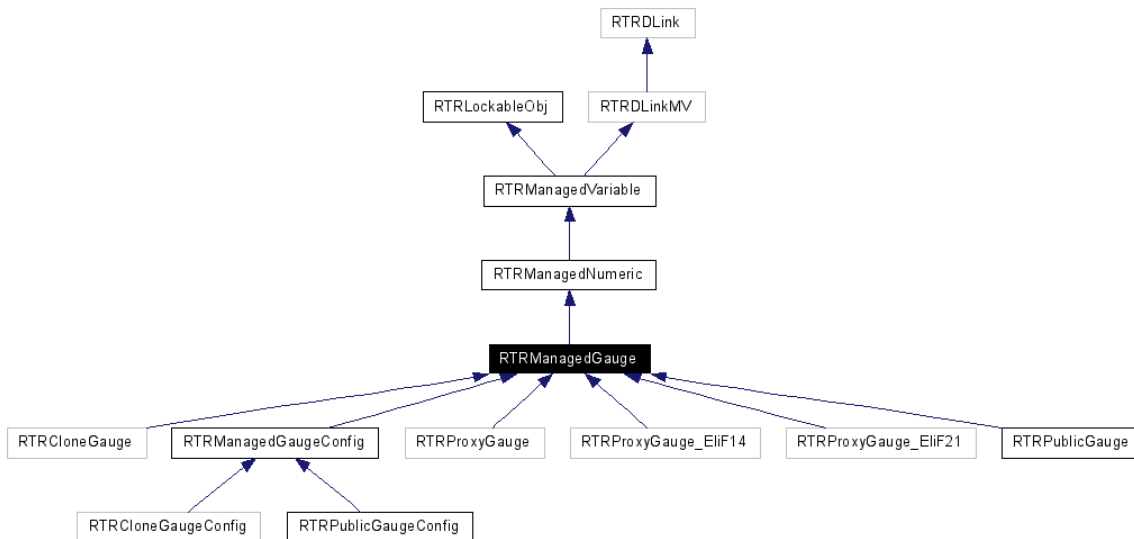 RTRDLink
RTRLockableObj
RTRDLinkMV
RTRManagedVariable
RTRManagedNumeric
RTRManagedGauge
RTRCloneGauge
RTRManagedGaugeConfig
RTRProxyGauge
RTRProxyGauge_EliF14
RTRProxyGauge_EliF21
RTRPublicGauge
RTRCloneGaugeConfig
RTRPublicGaugeConfig